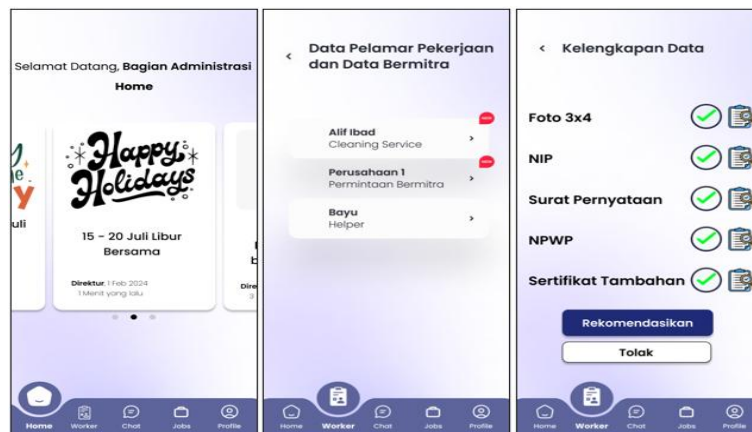 Selamat Datang, Bagian Administrasi
Home
uli
Happy
Holidays
15 - 20 Juli Libur
Bersama
Direktur, 1 Feb 2024
1 Menit yang lalu
Home
Worker
Chat
Jobs
Profile
Data Pelamar Pekerjaan
dan Data Bermitra
Alif Ibad
Cleaning Service
Perusahaan 1
Permintaan Bermitra
Bayu
Helper
Home
Worker
Chat
Jobs
Profile
Kelengkapan Data
Foto 3x4
NIP
Surat Pernyataan
NPWP
Sertifikat Tambahan
Rekomendasikan
Tolak
Home
Worker
Chat
Jobs
Profile